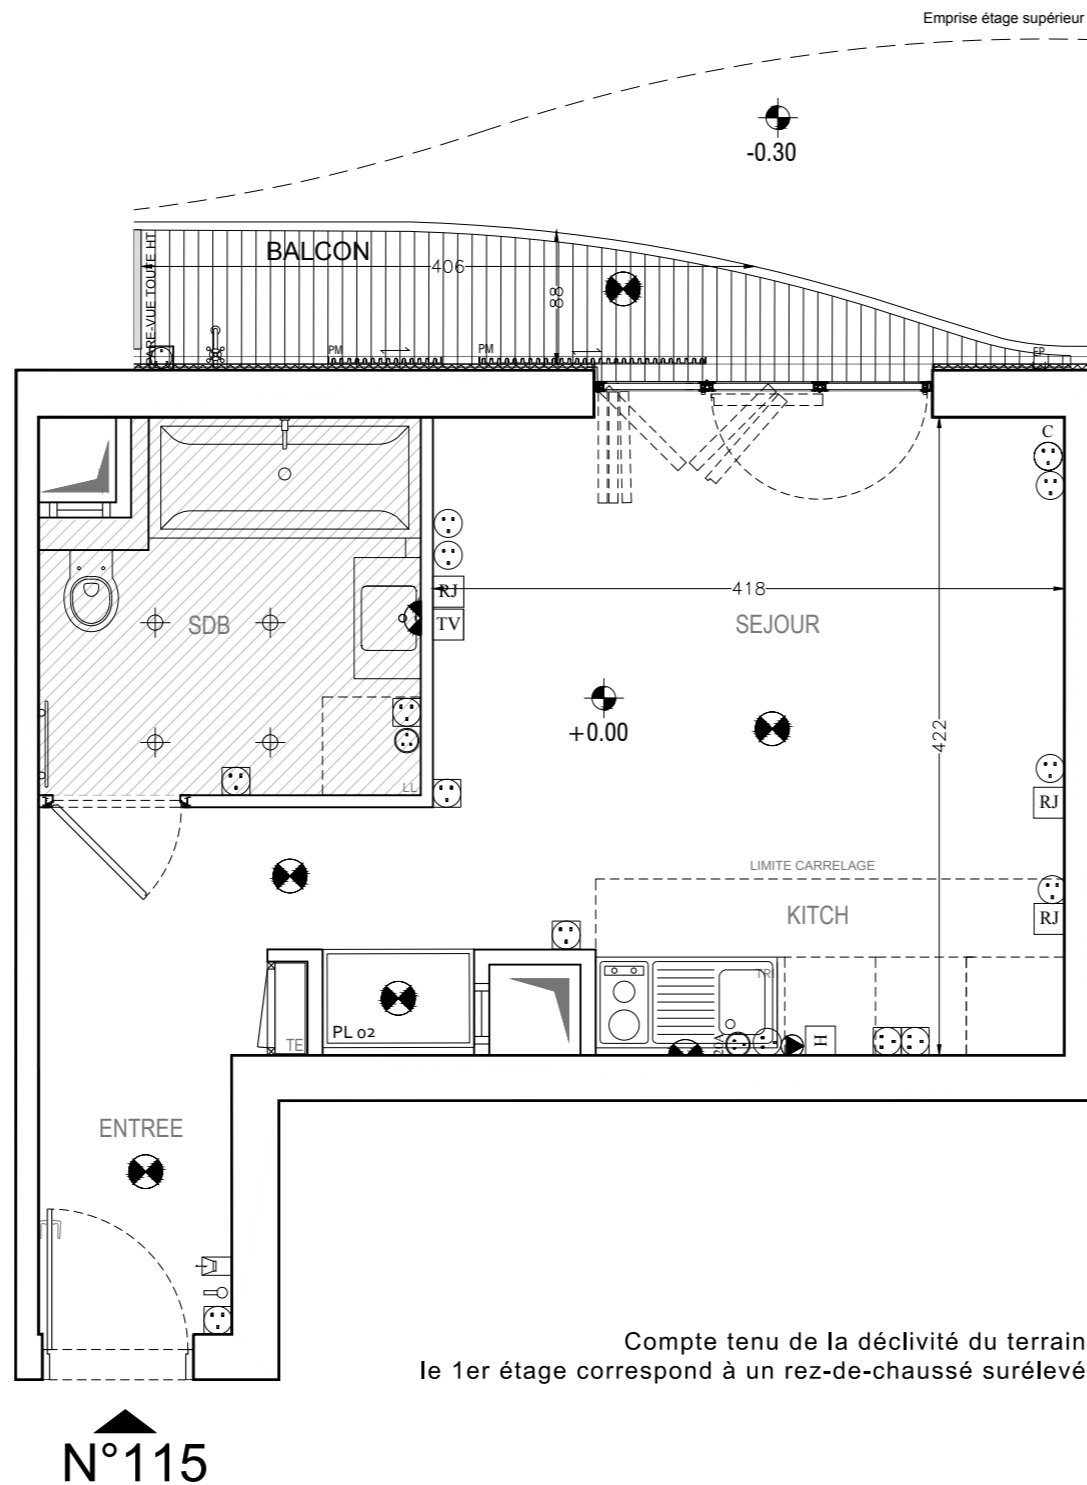 Emprise étage supérieur
-0.30
BALCON
406
88
PARE-VUE TOUTE HT
PM
PM
EP
C
RJ
TV
418
SDB
SEJOUR
+0.00
422
LL
RJ
LIMITE CARRELAGE
KITCH
RJ
TRI
PL 02
TE
20A
H
ENTREE
Compte tenu de la déclivité du terrain
le 1er étage correspond à un rez-de-chaussé surélevé
N°115